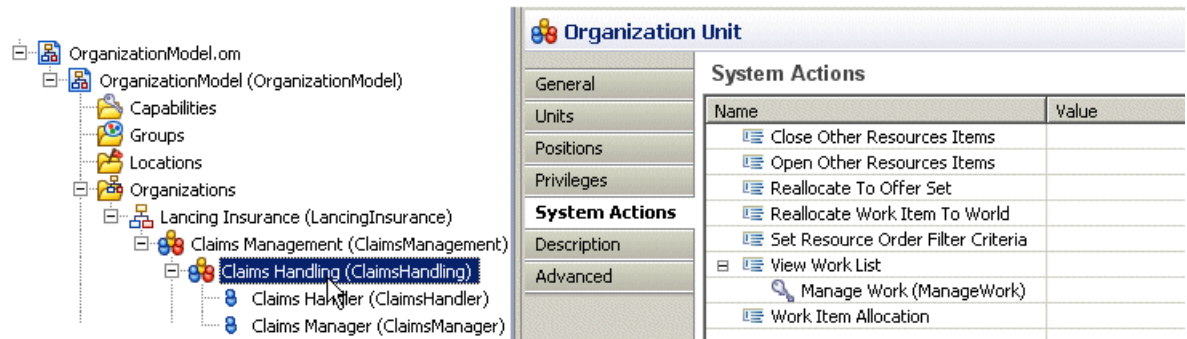 OrganizationModel.om
OrganizationModel (OrganizationModel)
Capabilities
Groups
Locations
Organizations
Lancing Insurance (LancingInsurance)
Claims Management (ClaimsManagement)
Claims Handling (ClaimsHandling)
Claims Handler (ClaimsHandler)
Claims Manager (ClaimsManager)
Organization Unit
General
Units
Positions
Privileges
System Actions
Description
Advanced
System Actions
Name Value
Close Other Resources Items
Open Other Resources Items
Reallocate To Offer Set
Reallocate Work Item To World
Set Resource Order Filter Criteria
View Work List
Manage Work (ManageWork)
Work Item Allocation